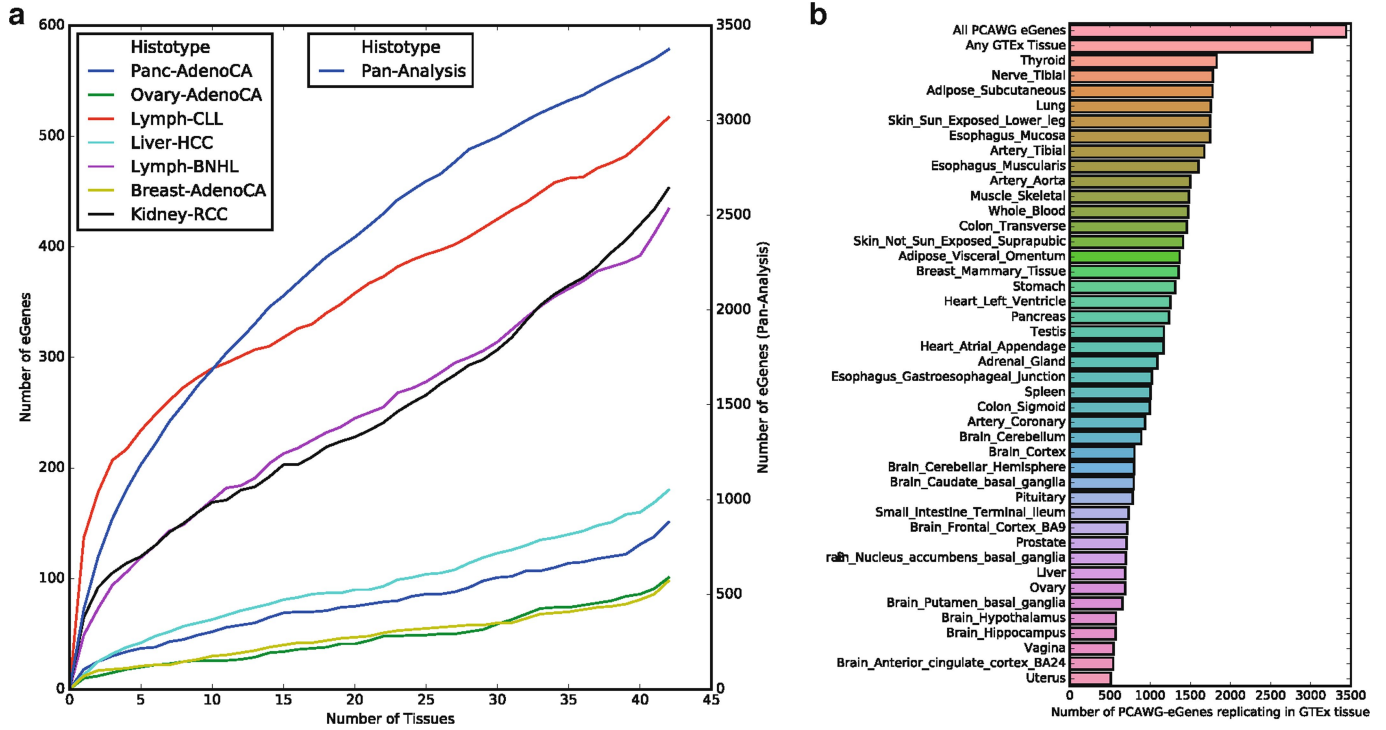 a
600
500
400
300
200
100
0
Number of eGenes
Histotype
Panc-AdenoCA
Ovary-AdenoCA
Lymph-CLL
Liver-HCC
Lymph-BNHL
Breast-AdenoCA
Kidney-RCC
Histotype
Pan-Analysis
3500
3000
2500
2000
1500
1000
500
0
Number of eGenes (Pan-Analysis)
0 5 10 15 20 25 30 35 40 45
Number of Tissues
b
All PCAWG eGenes
Any GTEx Tissue
Thyroid
Nerve_Tibial
Adipose_Subcutaneous
Lung
Skin_Sun_Exposed_Lower_leg
Esophagus_Mucosa
Artery_Tibial
Esophagus_Muscularis
Artery_Aorta
Muscle_Skeletal
Whole_Blood
Colon_Transverse
Skin_Not_Sun_Exposed_Suprapubic
Adipose_Visceral_Omentum
Breast_Mammary_Tissue
Stomach
Heart_Left_Ventricle
Pancreas
Testis
Heart_Atrial_Appendage
Adrenal_Gland
Esophagus_Gastroesophageal_Junction
Spleen
Colon_Sigmoid
Artery_Coronary
Brain_Cerebellum
Brain_Cortex
Brain_Cerebellar_Hemisphere
Brain_Caudate_basal_ganglia
Pituitary
Small_Intestine_Terminal_Ileum
Brain_Frontal_Cortex_BA9
Prostate
_Nucleus_accumbens_basal_ganglia
Liver
Ovary
Brain_Putamen_basal_ganglia
Brain_Hypothalamus
Brain_Hippocampus
Vagina
Brain_Anterior_cingulate_cortex_BA24
Uterus
0 500 1000 1500 2000 2500 3000 3500
Number of PCAWG-eGenes replicating in GTEx tissue